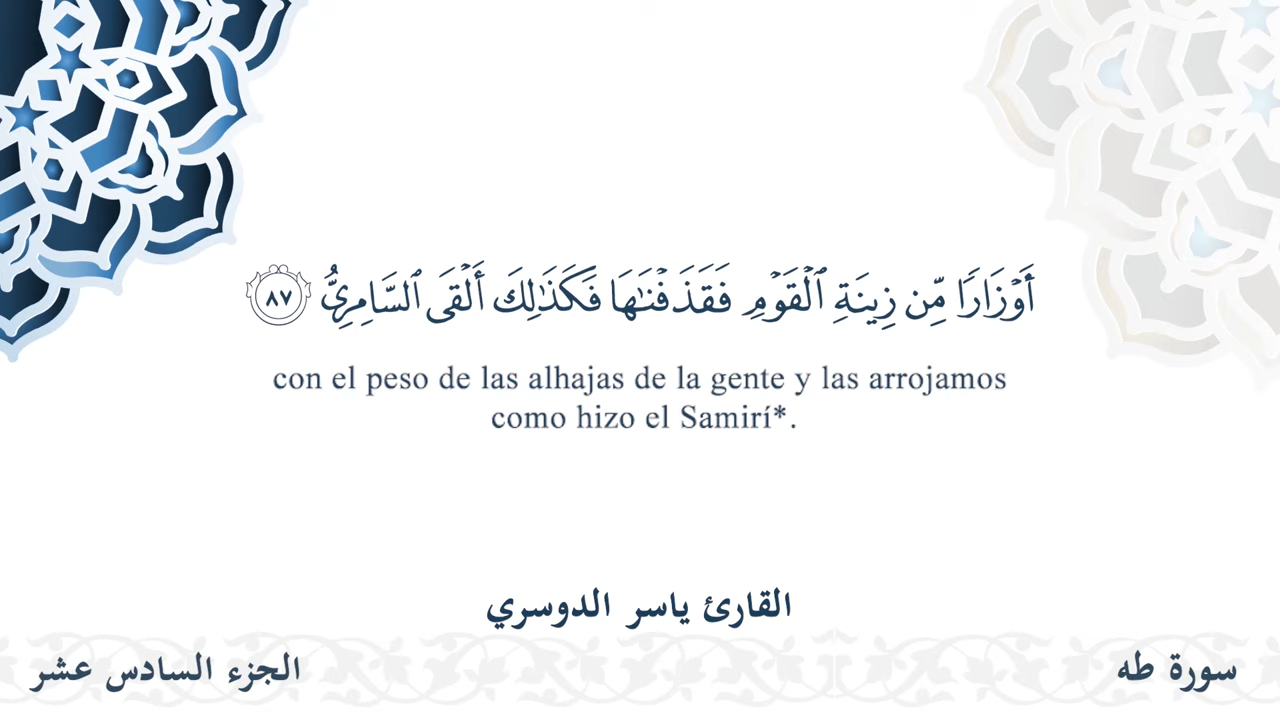 أَوۡزَارٗا مِّن زِينَةِ ٱلۡقَوۡمِ فَقَذَفۡنَٰهَا فَكَذَٰلِكَ أَلۡقَى ٱلسَّامِرِيُّ ٨٧
con el peso de las alhajas de la gente y las arrojamos
como hizo el Samirí*.
القارئ ياسر الدوسري
سورة طه
الجزء السادس عشر